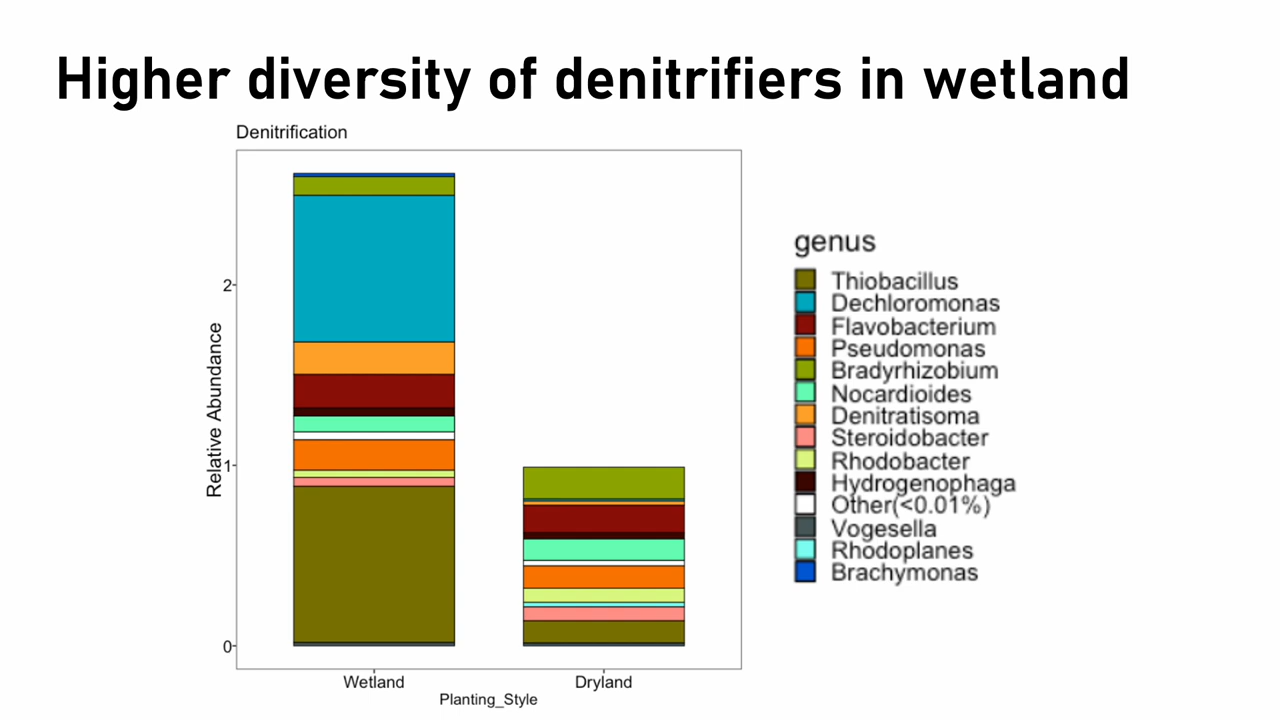 Higher diversity of denitrifiers in wetland
Denitrification
Relative Abundance
2
1
0
Wetland
Dryland
Planting_Style
genus
Thiobacillus
Dechloromonas
Flavobacterium
Pseudomonas
Bradyrhizobium
Nocardioides
Denitratisoma
Steroidobacter
Rhodobacter
Hydrogenophaga
Other(<0.01%)
Vogesella
Rhodoplanes
Brachymonas